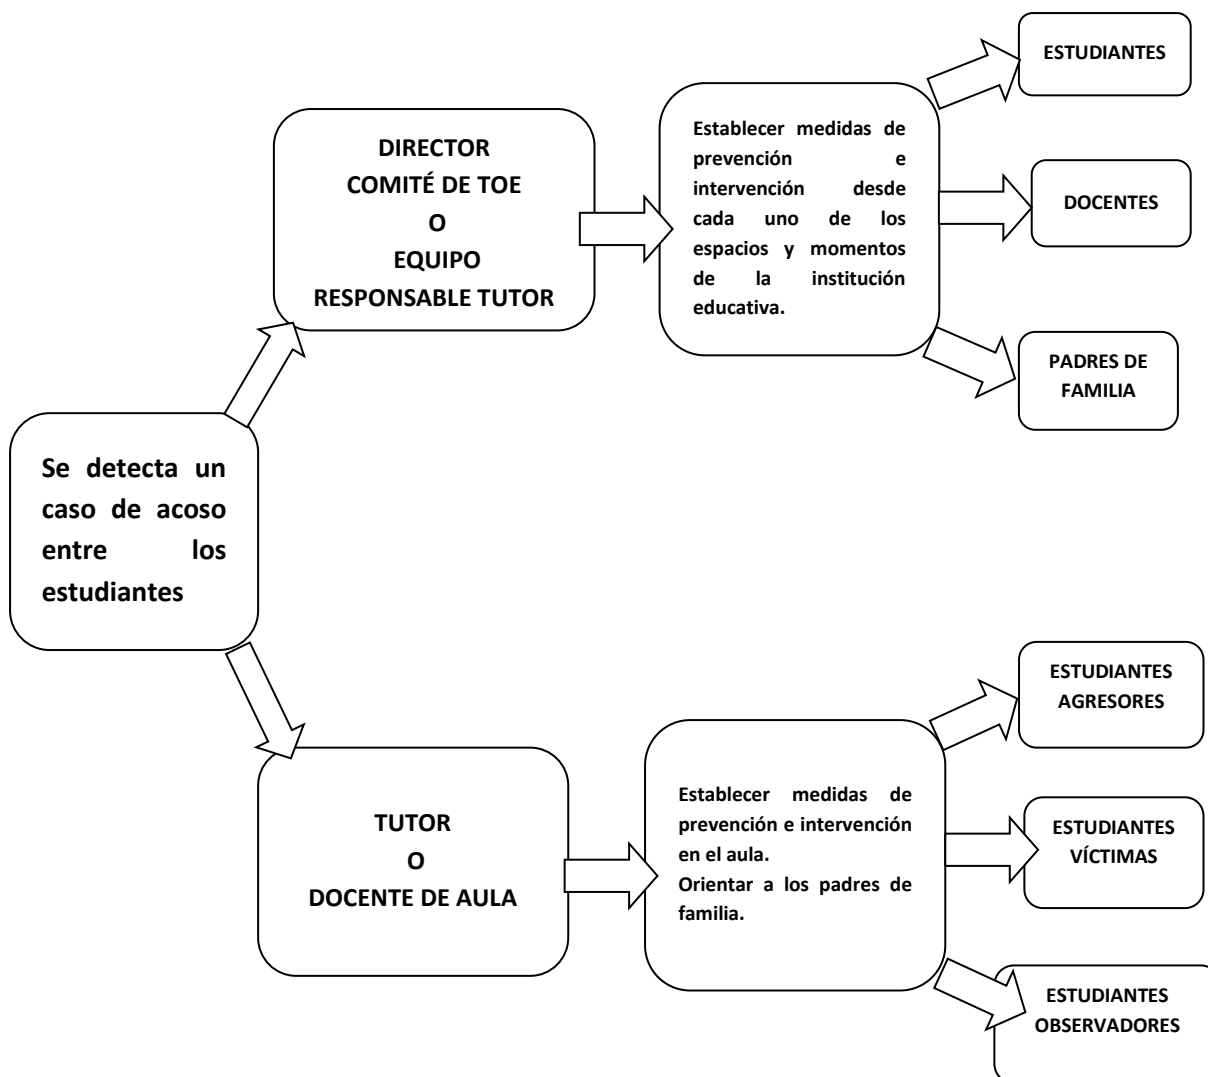 Se detecta un
caso de acoso
entre los
estudiantes
DIRECTOR
COMITÉ DE TOE
O
EQUIPO
RESPONSABLE TUTOR
Establecer medidas de
prevención e
intervención desde
cada uno de los
espacios y momentos
de la institución
educativa.
ESTUDIANTES
DOCENTES
PADRES DE
FAMILIA
TUTOR
O
DOCENTE DE AULA
Establecer medidas de
prevención e intervención
en el aula.
Orientar a los padres de
familia.
ESTUDIANTES
AGRESORES
ESTUDIANTES
VÍCTIMAS
ESTUDIANTES
OBSERVADORES